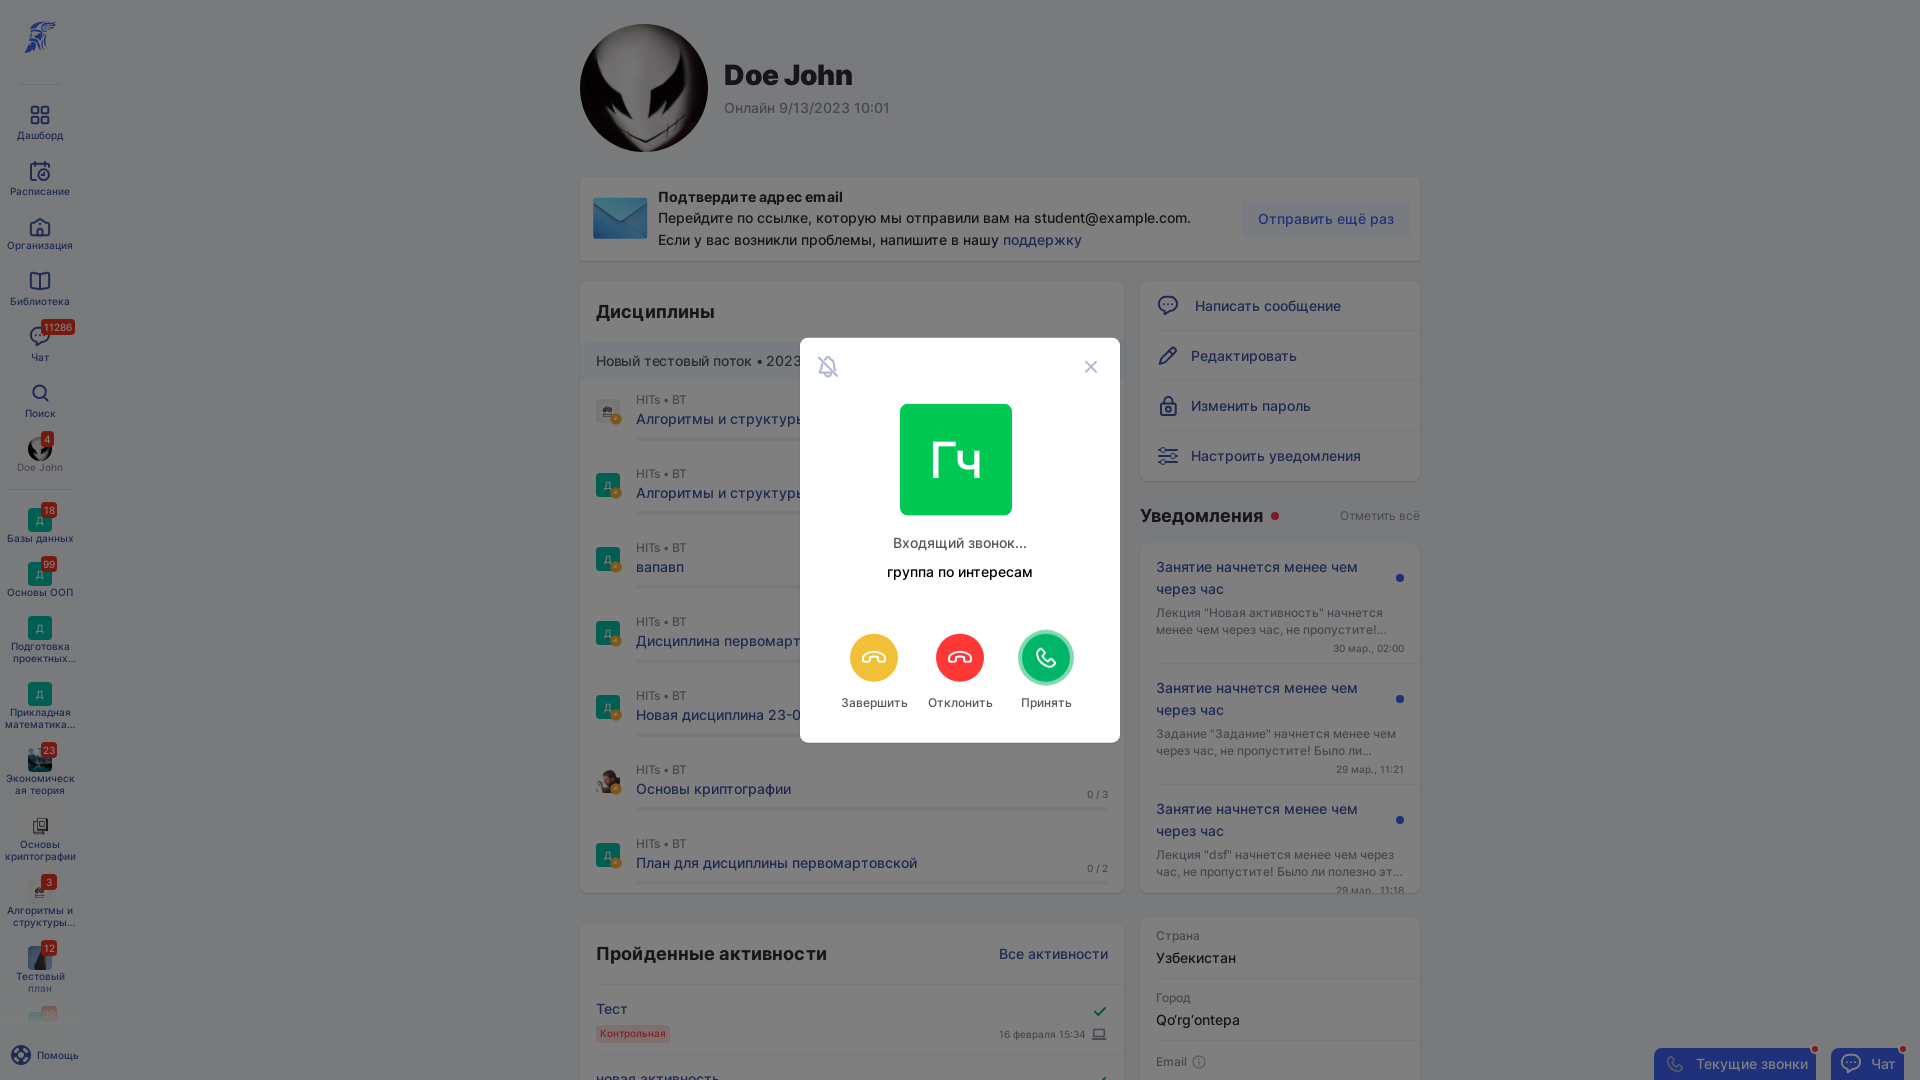 Дашборд
Расписание
Организация
Библиотека
11286
Чат
Поиск
4
Doe John
18
Д
Базы данных
99
Д
Основы ООП
Д
Подготовка
проектных...
Д
Прикладная
математика...
23
Экономическ
ая теория
Основы
криптографии
3
Алгоритмы и
структуры...
12
Тестовый
план
99
Помощь
Doe John
Онлайн 9/13/2023 10:01
Подтвердите адрес email
Перейдите по ссылке, которую мы отправили вам на student@example.com.
Если у вас возникли проблемы, напишите в нашу поддержку
Отправить ещё раз
Дисциплины
Новый тестовый поток • 2023
HITs • ВТ
Алгоритмы и структуры
Д
HITs • ВТ
Алгоритмы и структуры
Д
HITs • ВТ
вапавп
Д
HITs • ВТ
Дисциплина первомарт
Д
HITs • ВТ
Новая дисциплина 23-0
HITs • ВТ
Основы криптографии
0 / 3
Д
HITs • ВТ
План для дисциплины первомартовской
0 / 2
Гч
Входящий звонок...
группа по интересам
Завершить
Отклонить
Принять
Написать сообщение
Редактировать
Изменить пароль
Настроить уведомления
Уведомления
Отметить всё
Занятие начнется менее чем
через час
Лекция "Новая активность" начнется
менее чем через час, не пропустите!...
30 мар., 02:00
Занятие начнется менее чем
через час
Задание "Задание" начнется менее чем
через час, не пропустите! Было ли...
29 мар., 11:21
Занятие начнется менее чем
через час
Лекция "dsf" начнется менее чем через
час, не пропустите! Было ли полезно эт...
29 мар., 11:18
Пройденные активности
Все активности
Тест
Контрольная
16 февраля 15:34
новая активность
Страна
Узбекистан
Город
Qo‘rg‘ontepa
Email
Текущие звонки
Чат